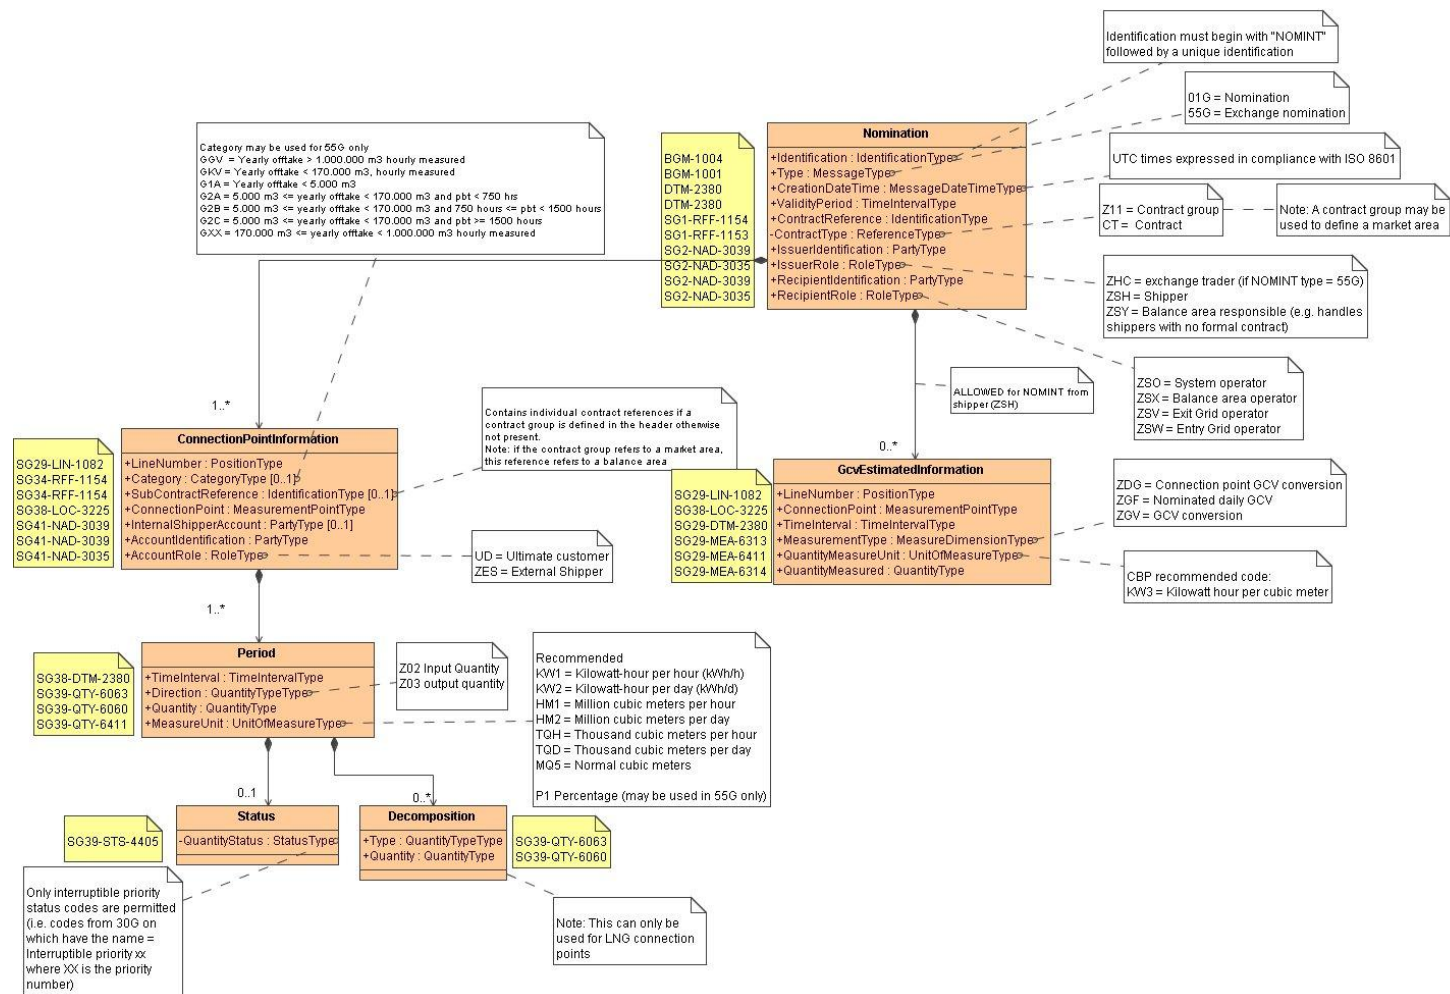 Identification must begin with "NOMINT"
followed by a unique identification
01G = Nomination
55G = Exchange nomination
Category may be used for 55G only
GGV = Yearly offtake > 1.000.000 m3 hourly measured
GKV = Yearly offtake < 170.000 m3, hourly measured
G1A = Yearly offtake < 5.000 m3
G2A = 5.000 m3 <= yearly offtake < 170.000 m3 and pbt < 750 hrs
G2B = 5.000 m3 <= yearly offtake < 170.000 m3 and 750 hours <= pbt < 1500 hours
G2C = 5.000 m3 <= yearly offtake < 170.000 m3 and pbt >= 1500 hours
GXX = 170.000 m3 <= yearly offtake < 1.000.000 m3 hourly measured
BGM-1004
BGM-1001
DTM-2380
DTM-2380
SG1-RFF-1154
SG1-RFF-1153
SG2-NAD-3039
SG2-NAD-3035
SG2-NAD-3039
SG2-NAD-3035
Nomination
+Identification : IdentificationType
+Type : MessageType
+CreationDateTime : MessageDateTimeType
+ValidityPeriod : TimeIntervalType
+ContractReference : IdentificationType
-ContractType : ReferenceType
+IssuerIdentification : PartyType
+IssuerRole : RoleType
+RecipientIdentification : PartyType
+RecipientRole : RoleType
UTC times expressed in compliance with ISO 8601
Z11 = Contract group
CT = Contract
Note: A contract group may be
used to define a market area
ZHC = exchange trader (if NOMINT type = 55G)
ZSH = Shipper
ZSY = Balance area responsible (e.g. handles
shippers with no formal contract)
ZSO = System operator
ZSX = Balance area operator
ZSV = Exit Grid operator
ZSW = Entry Grid operator
ALLOWED for NOMINT from
shipper (ZSH)
1..*
0..*
Contains individual contract references if a
contract group is defined in the header otherwise
not present.
Note: if the contract group refers to a market area,
this reference refers to a balance area
SG29-LIN-1082
SG34-RFF-1154
SG34-RFF-1154
SG38-LOC-3225
SG41-NAD-3039
SG41-NAD-3039
SG41-NAD-3035
ConnectionPointInformation
+LineNumber : PositionType
+Category : CategoryType [0..1]
+SubContractReference : IdentificationType [0..1]
+ConnectionPoint : MeasurementPointType
+InternalShipperAccount : PartyType [0..1]
+AccountIdentification : PartyType
+AccountRole : RoleType
UD = Ultimate customer
ZES = External Shipper
SG29-LIN-1082
SG38-LOC-3225
SG29-DTM-2380
SG29-MEA-6313
SG29-MEA-6411
SG29-MEA-6314
GcvEstimatedInformation
+LineNumber : PositionType
+ConnectionPoint : MeasurementPointType
+TimeInterval : TimeIntervalType
+MeasurementType : MeasureDimensionType
+QuantityMeasureUnit : UnitOfMeasureType
+QuantityMeasured : QuantityType
ZDG = Connection point GCV conversion
ZGF = Nominated daily GCV
ZGV = GCV conversion
CBP recommended code:
KW3 = Kilowatt hour per cubic meter
1..*
SG38-DTM-2380
SG39-QTY-6063
SG39-QTY-6060
SG39-QTY-6411
Period
+TimeInterval : TimeIntervalType
+Direction : QuantityTypeType
+Quantity : QuantityType
+MeasureUnit : UnitOfMeasureType
Z02 Input Quantity
Z03 output quantity
Recommended
KW1 = Kilowatt-hour per hour (kWh/h)
KW2 = Kilowatt-hour per day (kWh/d)
HM1 = Million cubic meters per hour
HM2 = Million cubic meters per day
TQH = Thousand cubic meters per hour
TQD = Thousand cubic meters per day
MQ5 = Normal cubic meters
P1 Percentage (may be used in 55G only)
0..1
0..*
SG39-STS-4405
Status
-QuantityStatus : StatusType
Decomposition
+Type : QuantityTypeType
+Quantity : QuantityType
SG39-QTY-6063
SG39-QTY-6060
Only interruptible priority
status codes are permitted
(i.e. codes from 30G on
which have the name =
Interruptible priority xx
where XX is the priority
number)
Note: This can only be
used for LNG connection
points